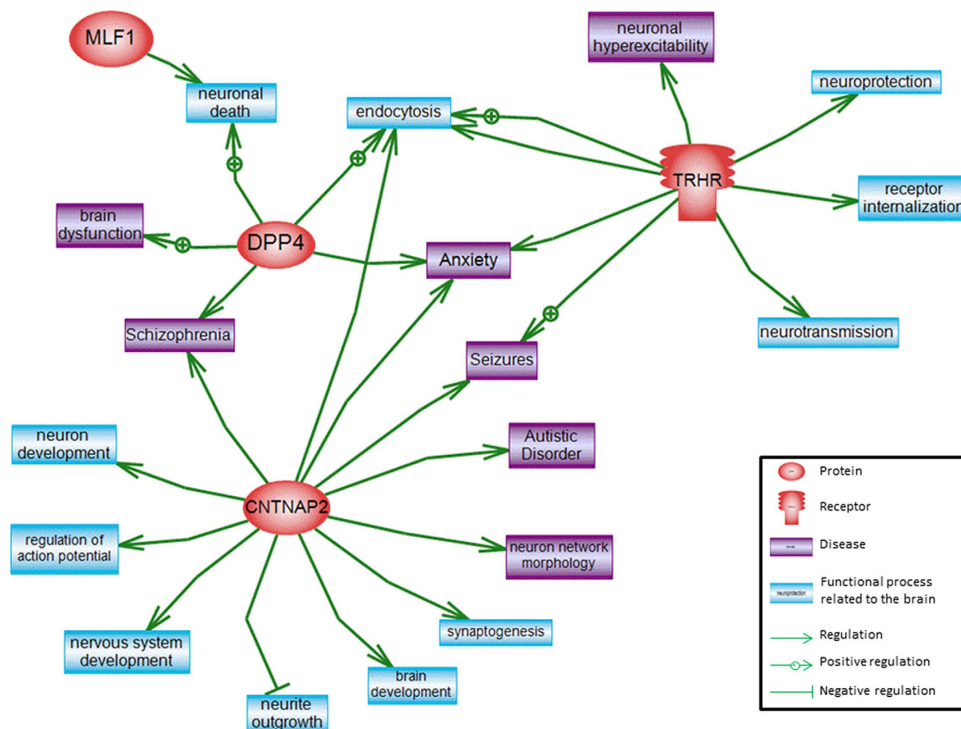 MLF1
neuronal
hyperexcitability
neuronal
death
endocytosis
neuroprotection
TRHR
receptor
internalization
brain
dysfunction
DPP4
Anxiety
Schizophrenia
neurotransmission
Seizures
neuron
development
Autistic
Disorder
CNTNAP2
regulation of
action potential
neuron network
morphology
nervous system
development
synaptogenesis
brain
development
neurite
outgrowth
Protein
Receptor
Disease
neuroprotection
Functional process
related to the brain
Regulation
Positive regulation
Negative regulation